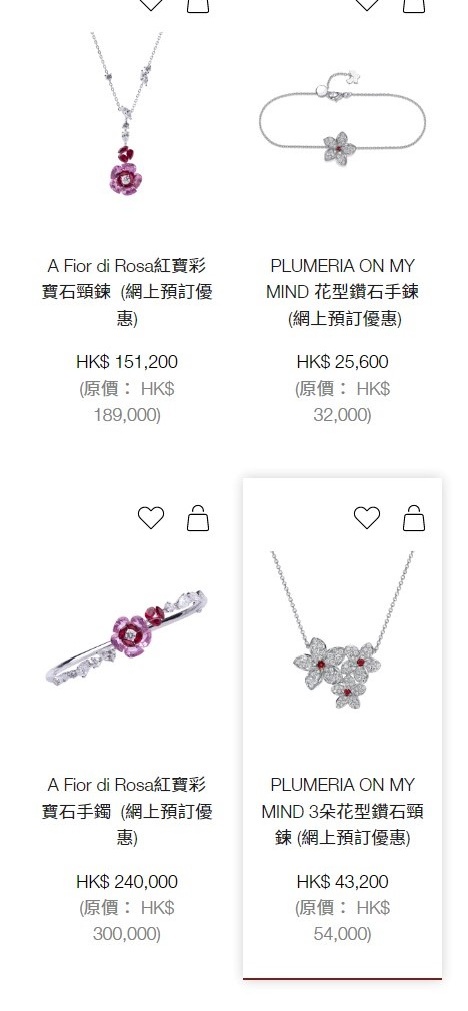 A Fior di Rosa紅寶彩
寶石頸鍊 (網上預訂優
惠)
HK$ 151,200
(原價： HK$
189,000)
PLUMERIA ON MY
MIND 花型鑽石手鍊
(網上預訂優惠)
HK$ 25,600
(原價： HK$
32,000)
A Fior di Rosa紅寶彩
寶石手鐲 (網上預訂優
惠)
HK$ 240,000
(原價： HK$
300,000)
PLUMERIA ON MY
MIND 3朵花型鑽石頸
鍊 (網上預訂優惠)
HK$ 43,200
(原價： HK$
54,000)